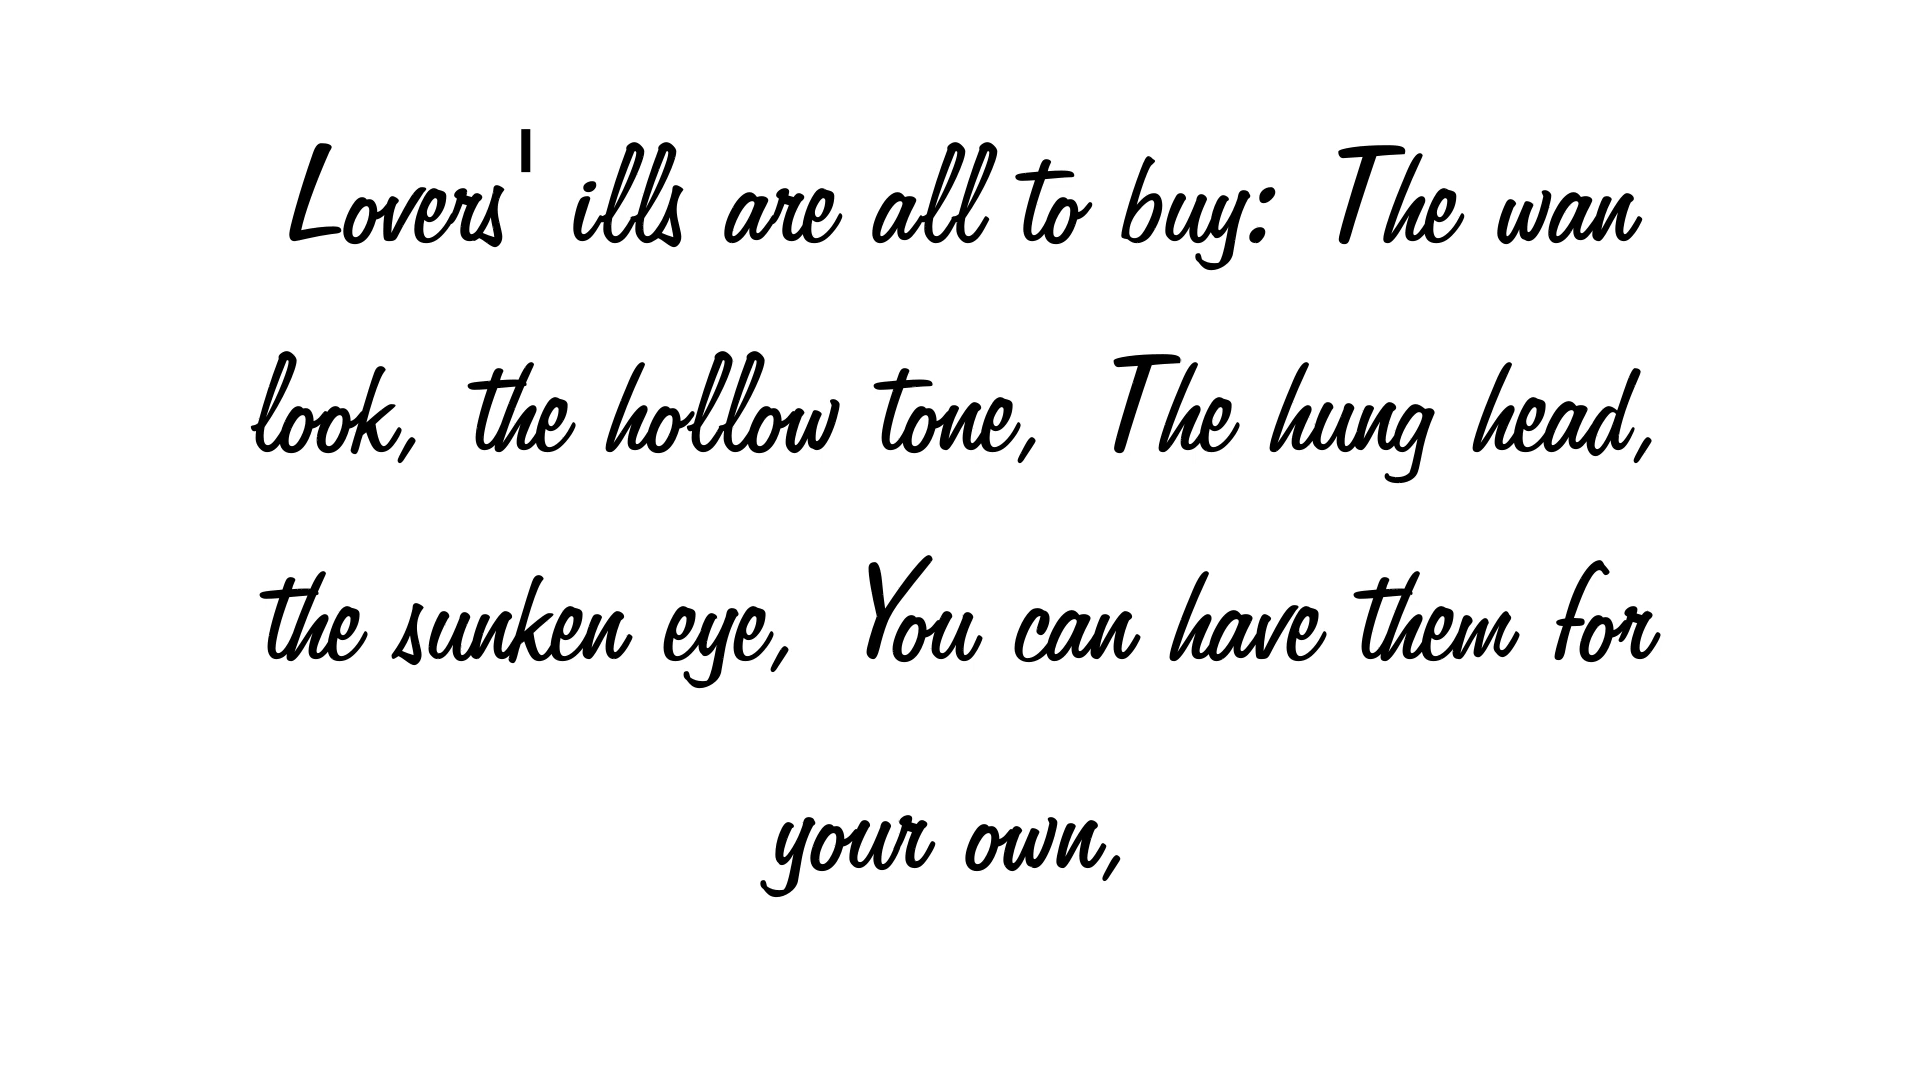 Lovers' ills are all to buy: The wan
look, the hollow tone, The hung head,
the sunken eye, You can have them for
your own,